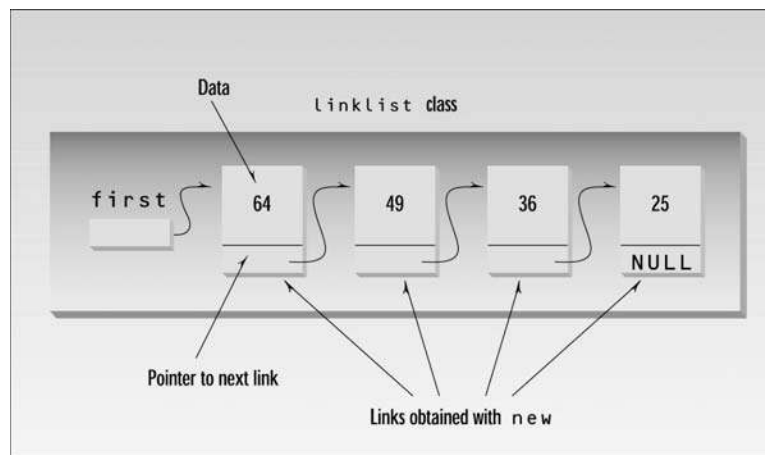 Data
linklist class
first
64
49
36
25
NULL
Pointer to next link
Links obtained with new